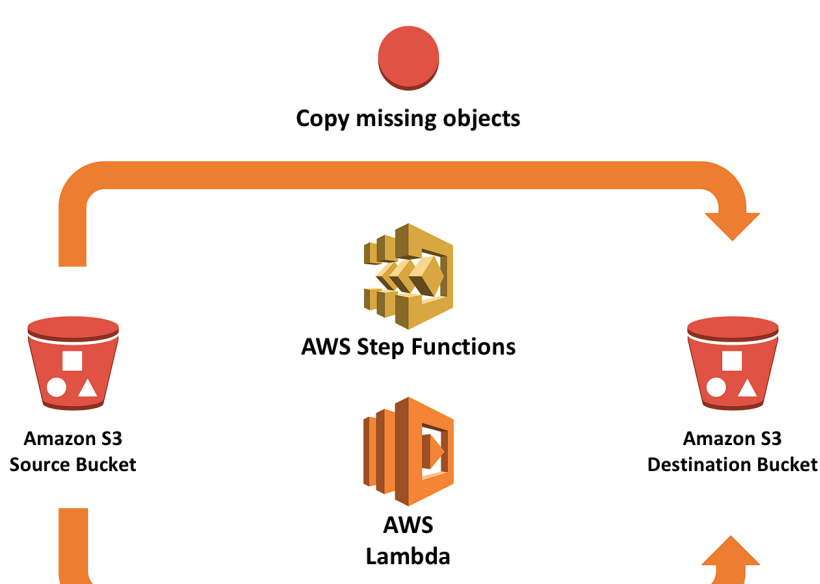 Copy missing objects
AWS Step Functions
Amazon S3
Source Bucket
Amazon S3
Destination Bucket
AWS
Lambda